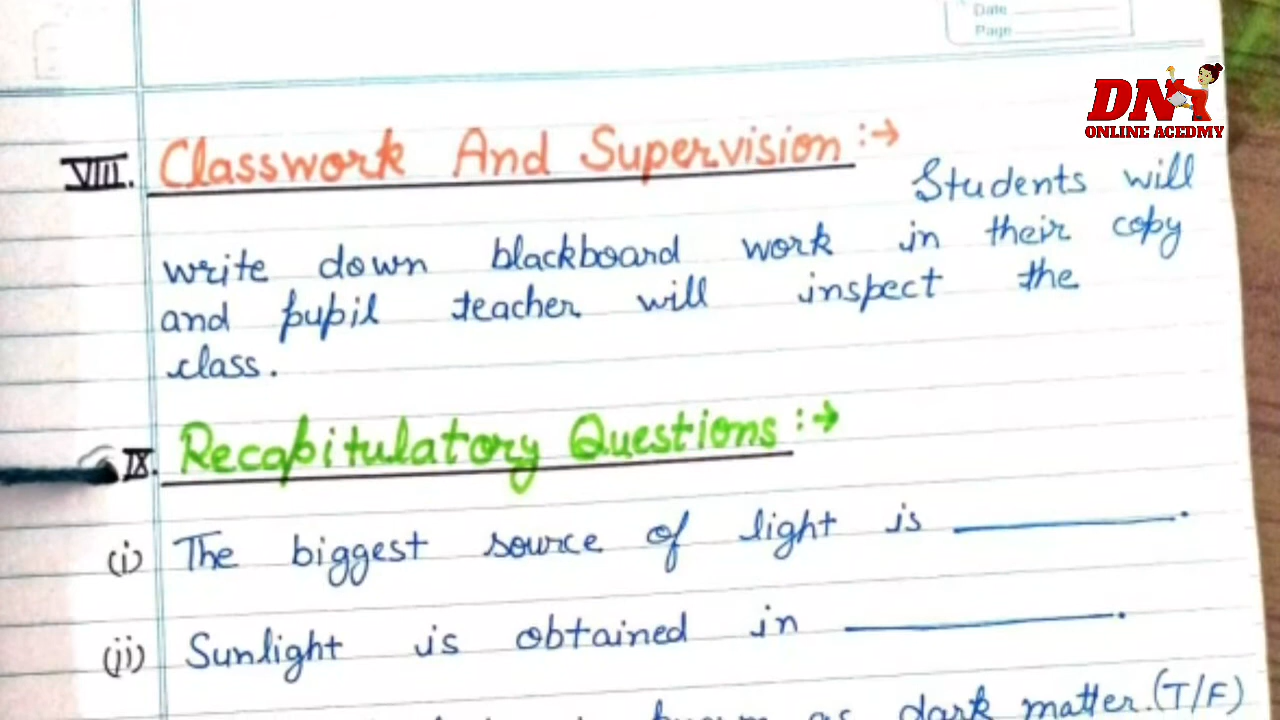 Date
Page
DN
ONLINE ACEDMY
VIII. Classwork And Supervision :→
Students will
write down blackboard work in their copy
and pupil teacher will inspect the
class.
IX. Recapitulatory Questions :→
(i) The biggest source of light is ________.
(ii) Sunlight is obtained in ________.
as dark matter. (T/F)